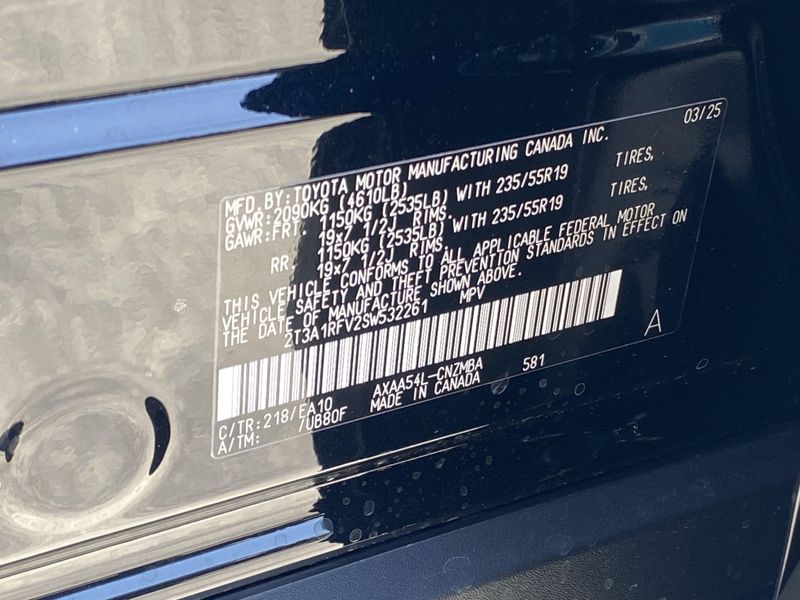 MFD.BY:TOYOTA MOTOR MANUFACTURING CANADA INC. 03/25
GVWR:2090KG (4610LB)
GAWR:FRT. 1150KG (2535LB) WITH 235/55R19 TIRES,
19x7 1/2J RIMS.
RR. 1150KG (2535LB) WITH 235/55R19 TIRES,
19x7 1/2J RIMS.
THIS VEHICLE CONFORMS TO ALL APPLICABLE FEDERAL MOTOR
VEHICLE SAFETY AND THEFT PREVENTION STANDARDS IN EFFECT ON
THE DATE OF MANUFACTURE SHOWN ABOVE.
2T3A1RFV2SW532261 MPV
A
C/TR:218/EA10 AXAA54L-CNZMBA 581
A/TM: /UB80F MADE IN CANADA